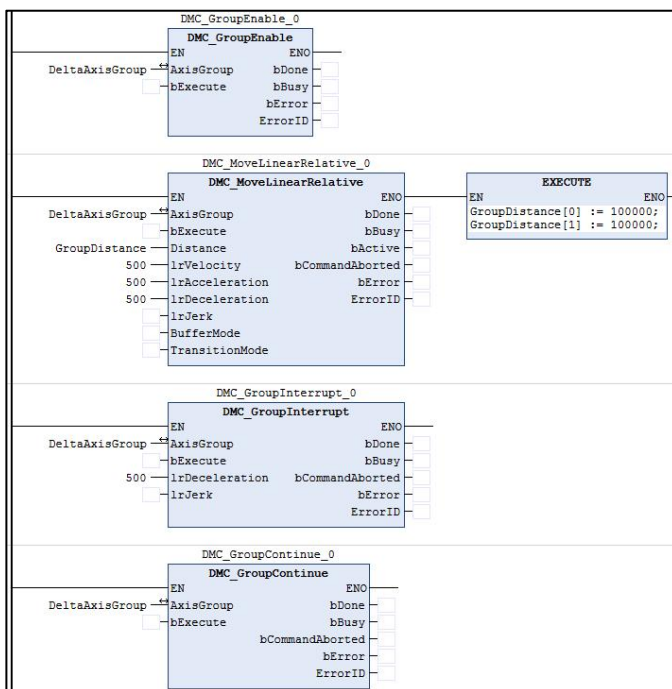 DMC_GroupEnable_0
DMC_GroupEnable
EN ENO
DeltaAxisGroup AxisGroup bDone
bExecute bBusy
bError
ErrorID
DMC_MoveLinearRelative_0
DMC_MoveLinearRelative
EN ENO
DeltaAxisGroup AxisGroup bDone
bExecute bBusy
GroupDistance Distance bActive
500 lrVelocity bCommandAborted
500 lrAcceleration bError
500 lrDeceleration ErrorID
lrJerk
BufferMode
TransitionMode
EXECUTE
EN ENO
GroupDistance[0] := 100000;
GroupDistance[1] := 100000;
DMC_GroupInterrupt_0
DMC_GroupInterrupt
EN ENO
DeltaAxisGroup AxisGroup bDone
bExecute bBusy
500 lrDeceleration bCommandAborted
lrJerk bError
ErrorID
DMC_GroupContinue_0
DMC_GroupContinue
EN ENO
DeltaAxisGroup AxisGroup bDone
bExecute bBusy
bCommandAborted
bError
ErrorID